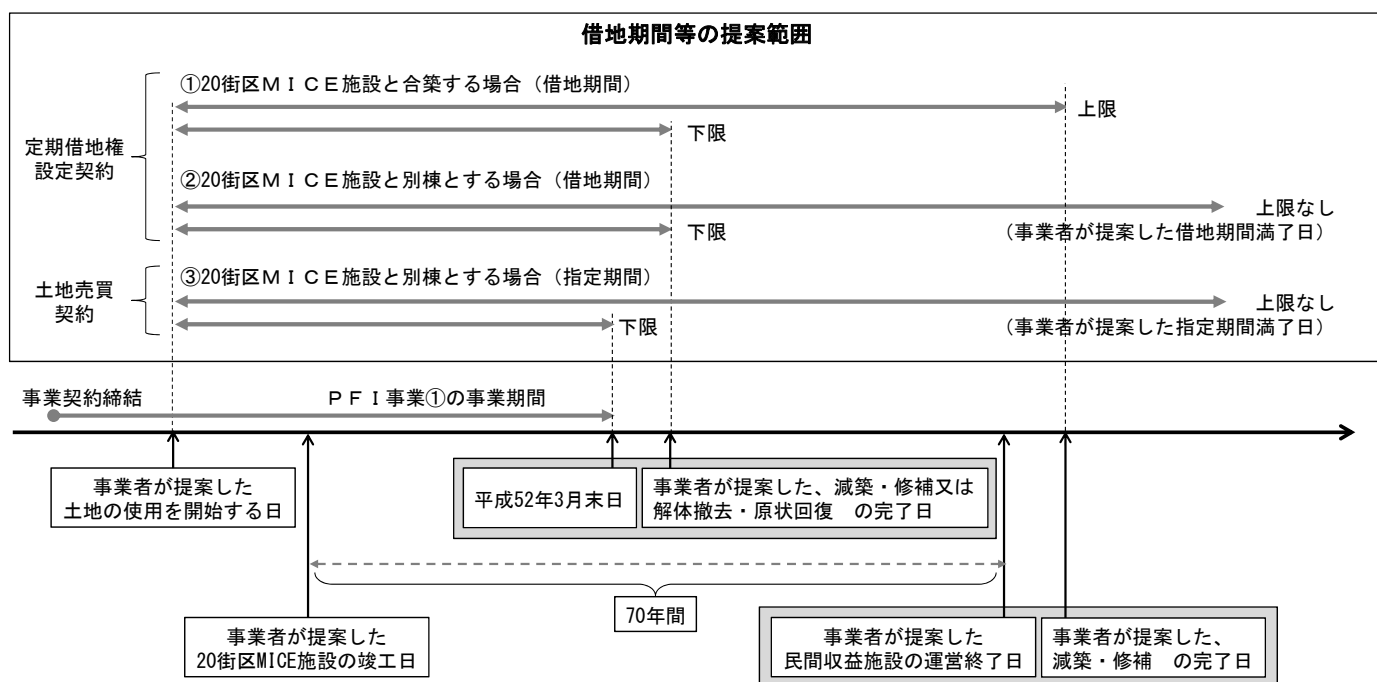 借地期間等の提案範囲
①20街区ＭＩＣＥ施設と合築する場合（借地期間）
上限
下限
定期借地権
設定契約
②20街区ＭＩＣＥ施設と別棟とする場合（借地期間）
上限なし
（事業者が提案した借地期間満了日）
下限
③20街区ＭＩＣＥ施設と別棟とする場合（指定期間）
土地売買
契約
上限なし
（事業者が提案した指定期間満了日）
下限
事業契約締結
ＰＦＩ事業①の事業期間
事業者が提案した
土地の使用を開始する日
平成52年3月末日
事業者が提案した、減築・修補又は
解体撤去・原状回復　の完了日
70年間
事業者が提案した
20街区MICE施設の竣工日
事業者が提案した
民間収益施設の運営終了日
事業者が提案した、
減築・修補　の完了日